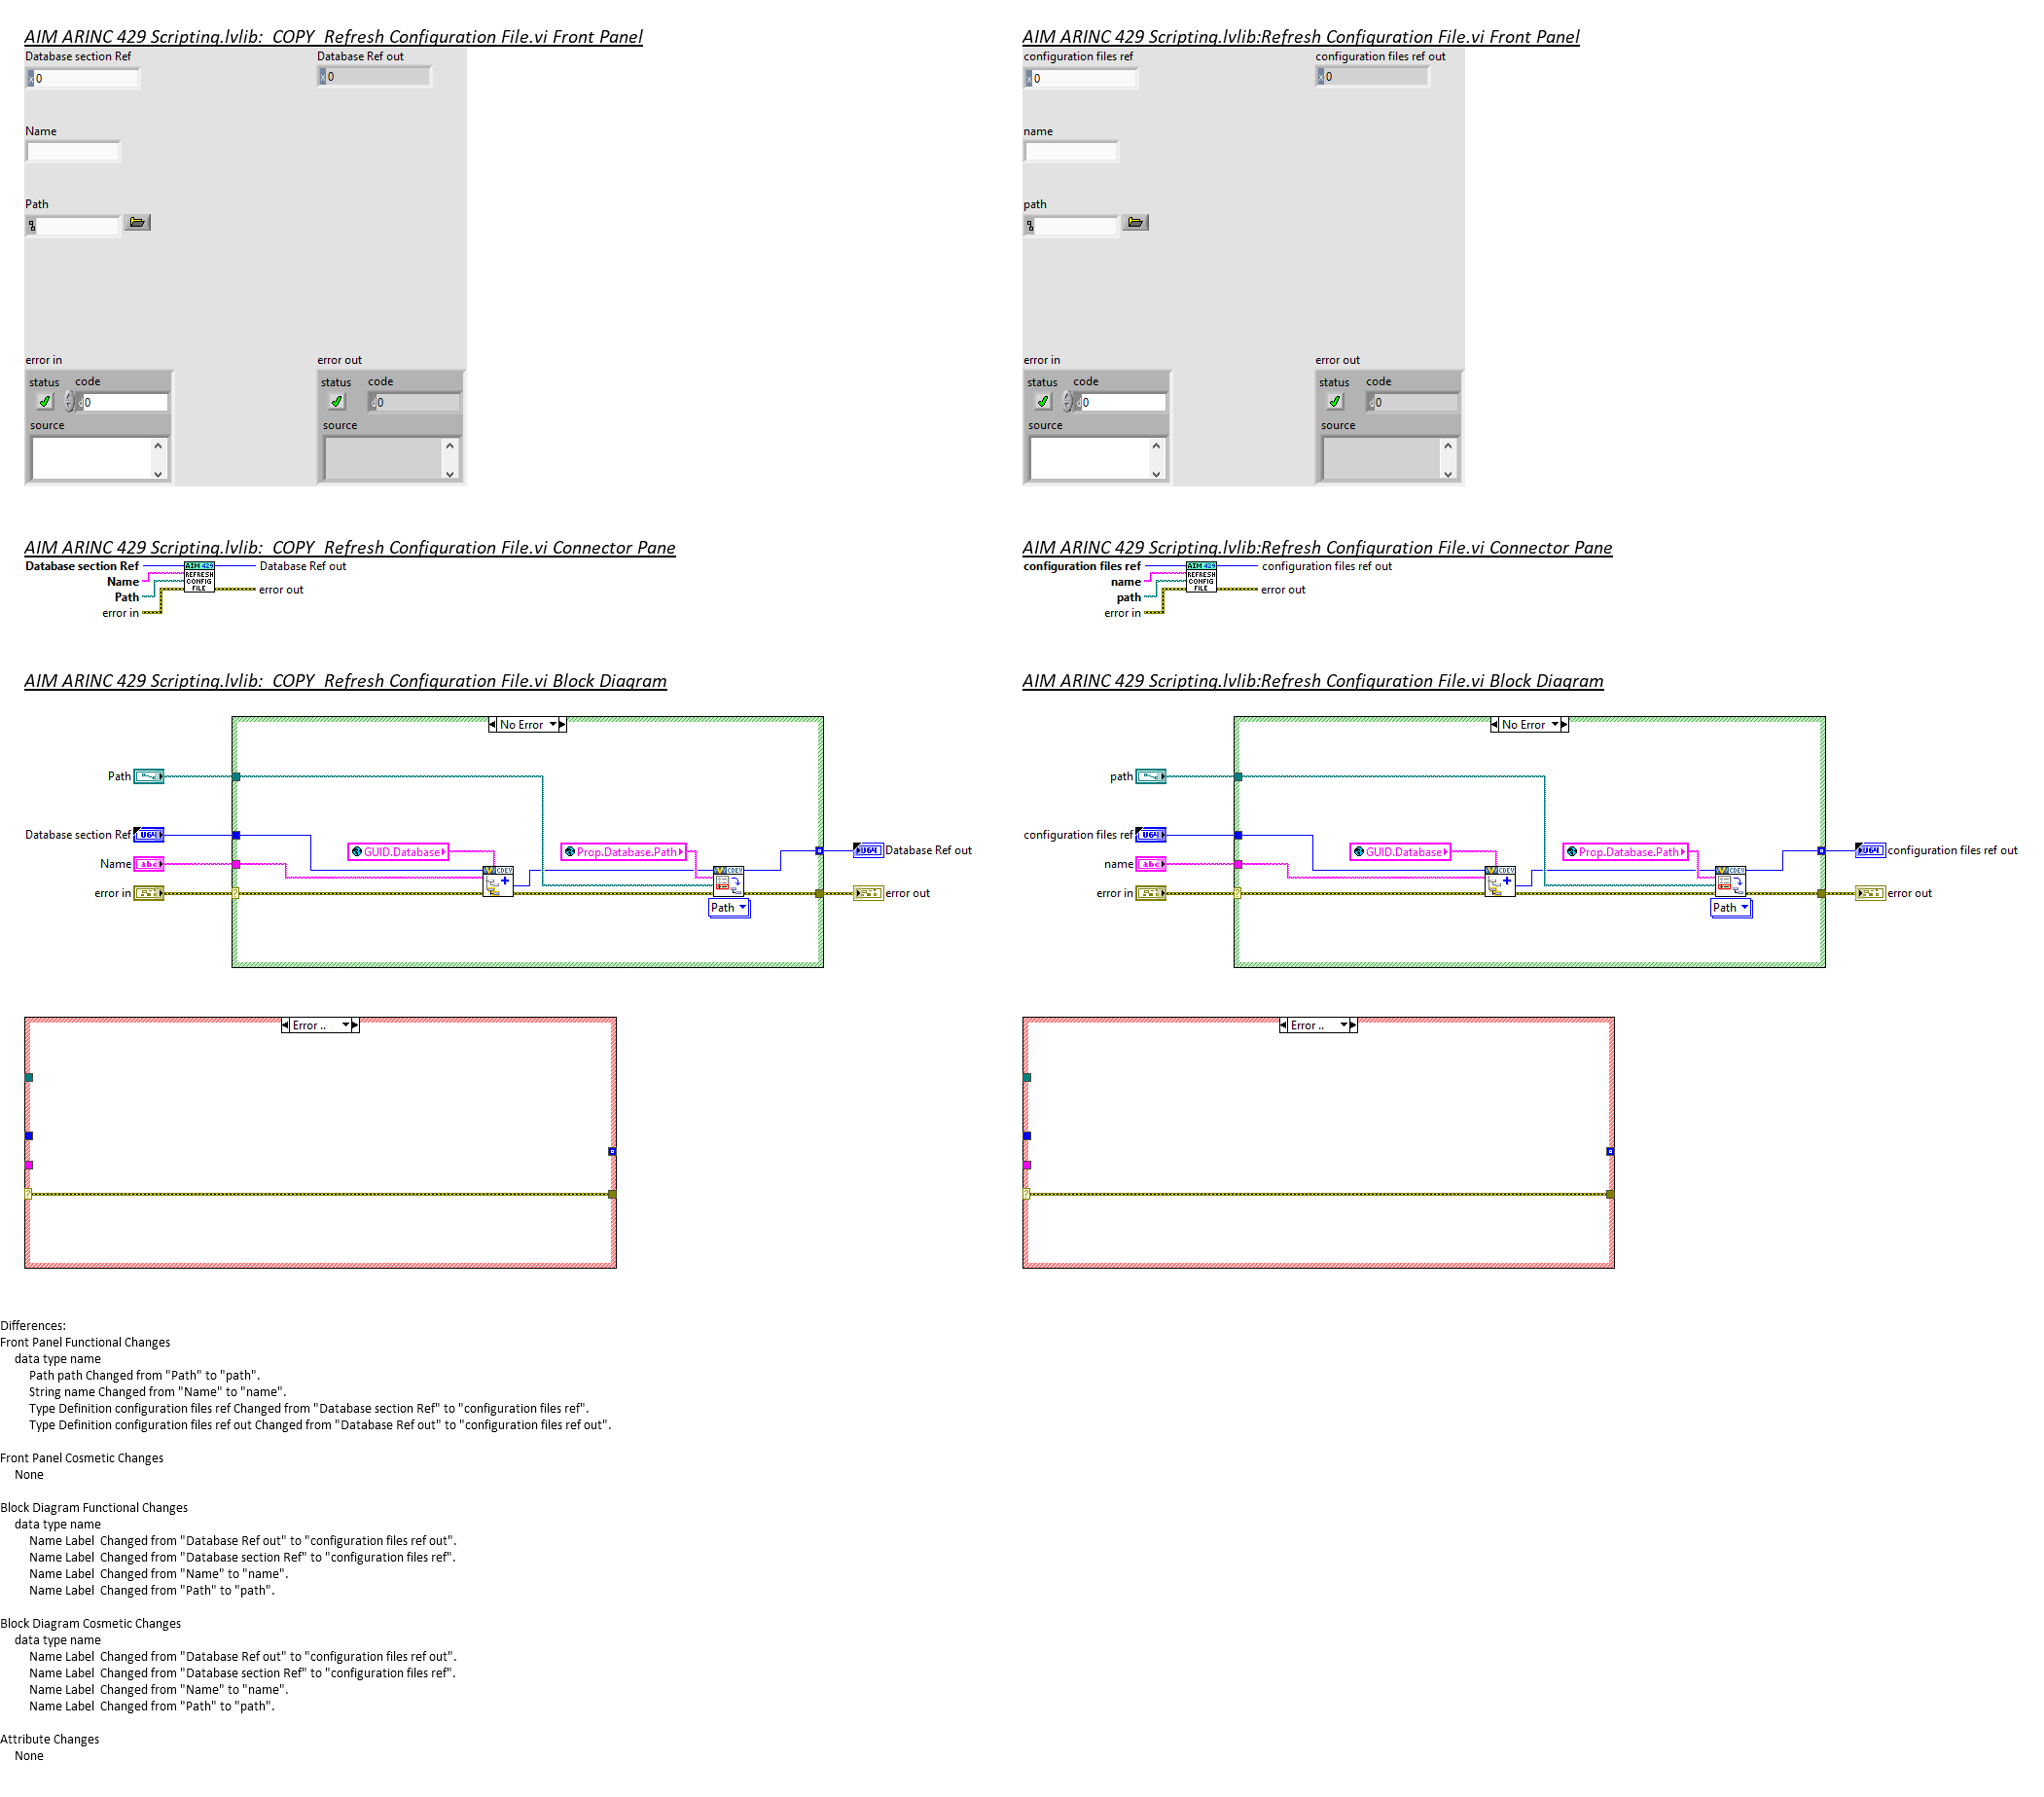 AIM ARINC 429 Scripting.lvlib:_COPY_Refresh Configuration File.vi Front Panel
Database section Ref
Database Ref out
x 0
x 0
Name
Path
error in
error out
status code
status code
d 0
d 0
source
source
AIM ARINC 429 Scripting.lvlib:Refresh Configuration File.vi Front Panel
configuration files ref
configuration files ref out
x 0
x 0
name
path
error in
error out
status code
status code
d 0
d 0
source
source
AIM ARINC 429 Scripting.lvlib:_COPY_Refresh Configuration File.vi Connector Pane
Database section Ref
Name
Path
error in
AIM 429
REFRESH
CONFIG
FILE
Database Ref out
error out
AIM ARINC 429 Scripting.lvlib:Refresh Configuration File.vi Connector Pane
configuration files ref
name
path
error in
AIM 429
REFRESH
CONFIG
FILE
configuration files ref out
error out
AIM ARINC 429 Scripting.lvlib:_COPY_Refresh Configuration File.vi Block Diagram
No Error
Path
Database section Ref
U64
Name
abc
error in
GUID.Database
CDEV
Prop.Database.Path
CDEV
Path
U64
Database Ref out
error out
Error ..
AIM ARINC 429 Scripting.lvlib:Refresh Configuration File.vi Block Diagram
No Error
path
configuration files ref
U64
name
abc
error in
GUID.Database
CDEV
Prop.Database.Path
CDEV
Path
U64
configuration files ref out
error out
Error ..
Differences:
Front Panel Functional Changes
data type name
Path path Changed from "Path" to "path".
String name Changed from "Name" to "name".
Type Definition configuration files ref Changed from "Database section Ref" to "configuration files ref".
Type Definition configuration files ref out Changed from "Database Ref out" to "configuration files ref out".
Front Panel Cosmetic Changes
None
Block Diagram Functional Changes
data type name
Name Label  Changed from "Database Ref out" to "configuration files ref out".
Name Label  Changed from "Database section Ref" to "configuration files ref".
Name Label  Changed from "Name" to "name".
Name Label  Changed from "Path" to "path".
Block Diagram Cosmetic Changes
data type name
Name Label  Changed from "Database Ref out" to "configuration files ref out".
Name Label  Changed from "Database section Ref" to "configuration files ref".
Name Label  Changed from "Name" to "name".
Name Label  Changed from "Path" to "path".
Attribute Changes
None